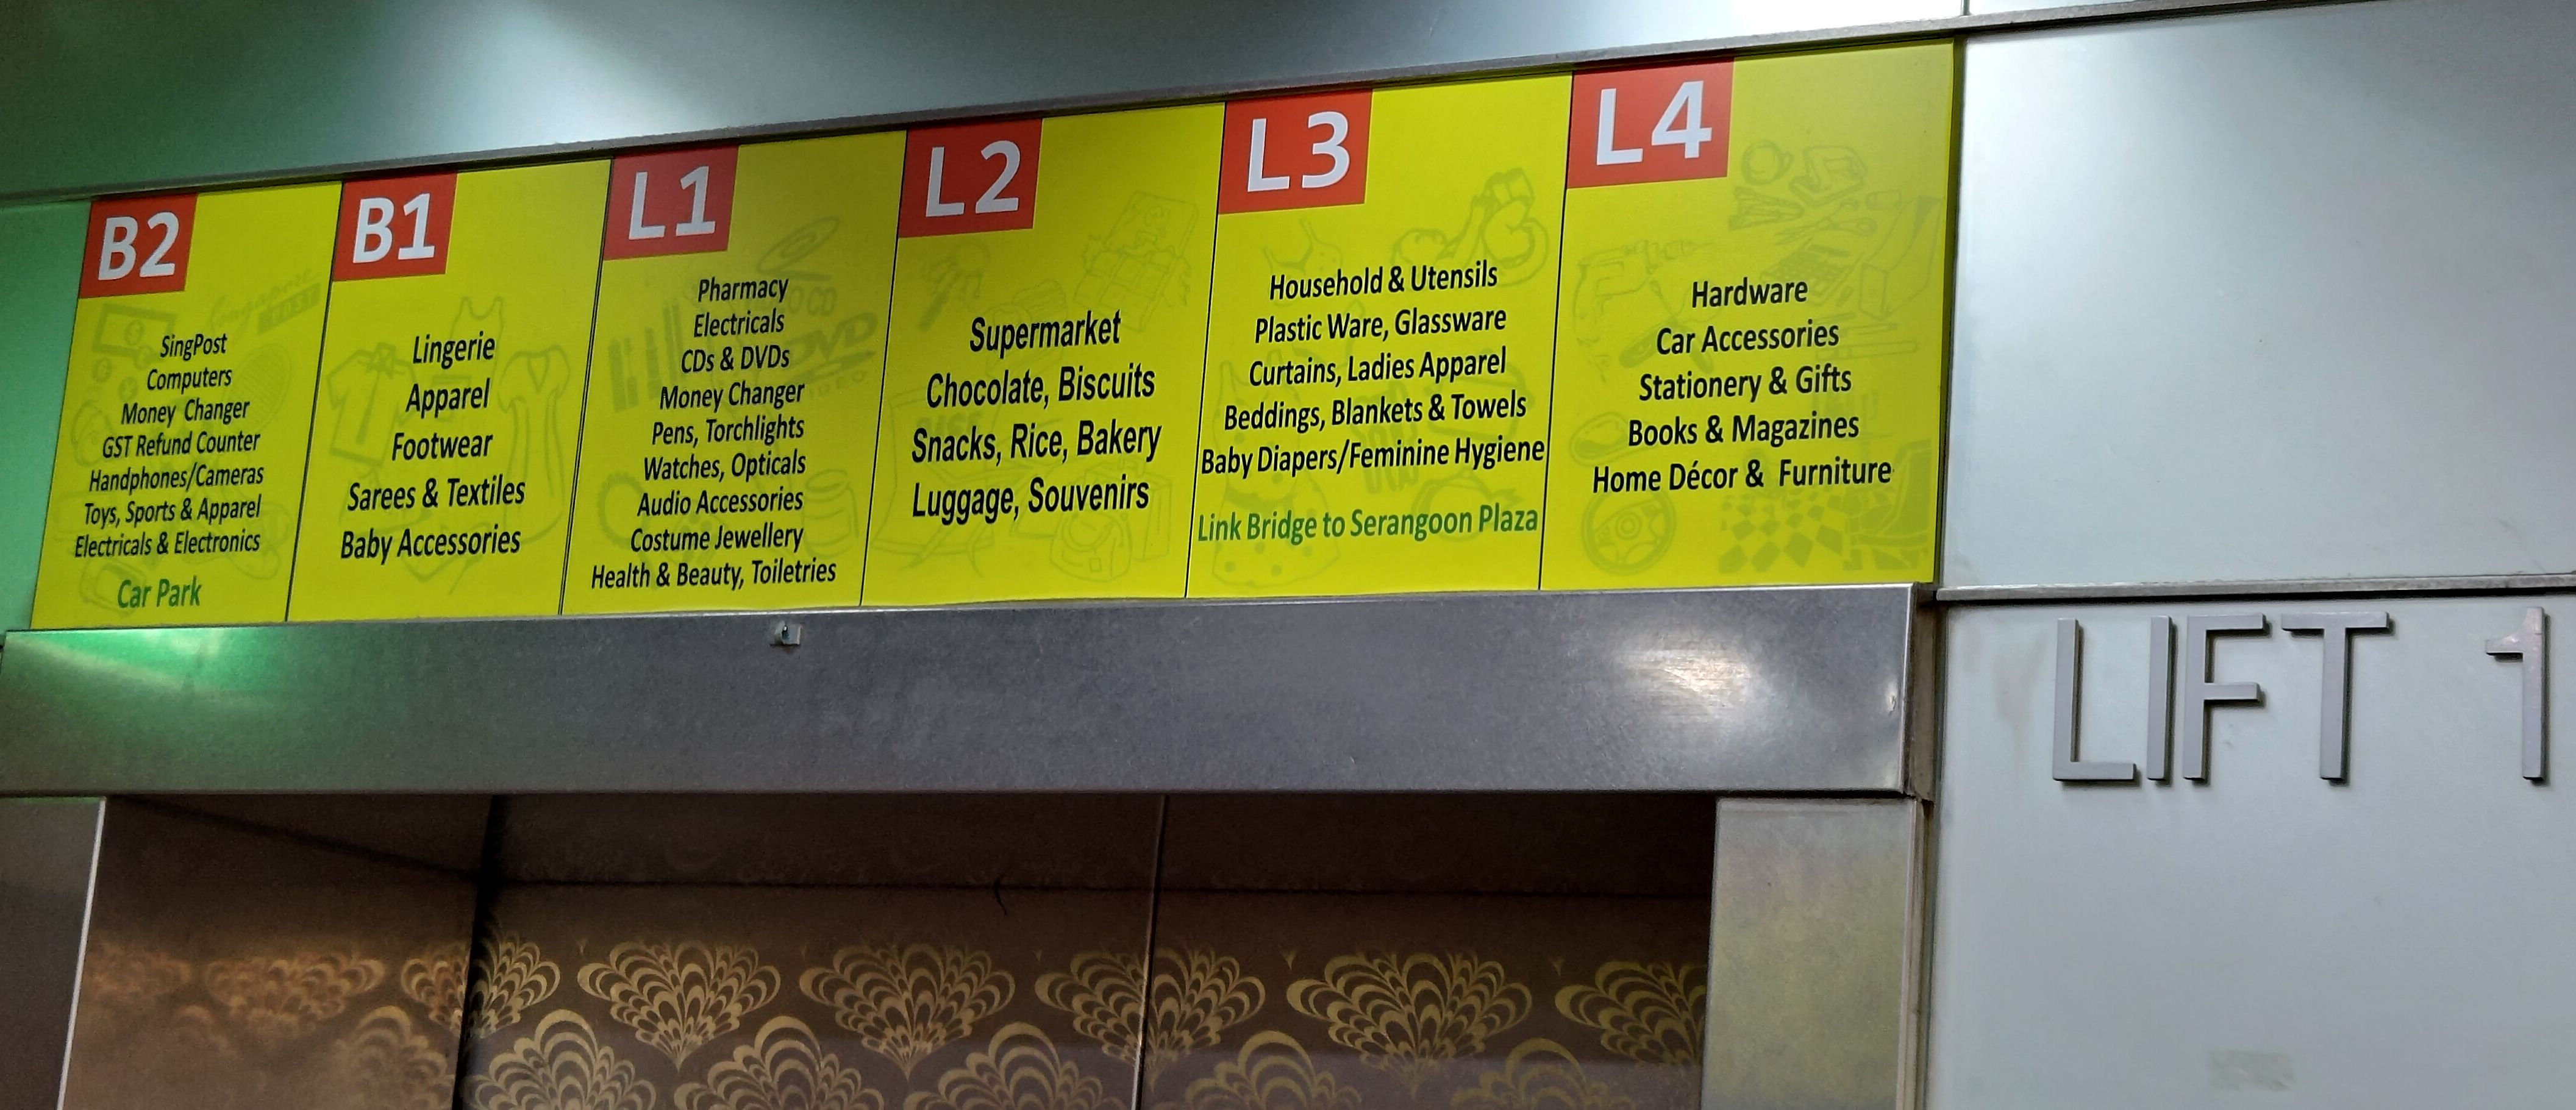 B2
SingPost
Computers
Money Changer
GST Refund Counter
Handphones/Cameras
Toys, Sports & Apparel
Electricals & Electronics
Car Park
B1
Lingerie
Apparel
Footwear
Sarees & Textiles
Baby Accessories
L1
Pharmacy
Electricals
CDs & DVDs
Money Changer
Pens, Torchlights
Watches, Opticals
Audio Accessories
Costume Jewellery
Health & Beauty, Toiletries
L2
Supermarket
Chocolate, Biscuits
Snacks, Rice, Bakery
Luggage, Souvenirs
L3
Household & Utensils
Plastic Ware, Glassware
Curtains, Ladies Apparel
Beddings, Blankets & Towels
Baby Diapers/Feminine Hygiene
Link Bridge to Serangoon Plaza
L4
Hardware
Car Accessories
Stationery & Gifts
Books & Magazines
Home Décor & Furniture
LIFT 1